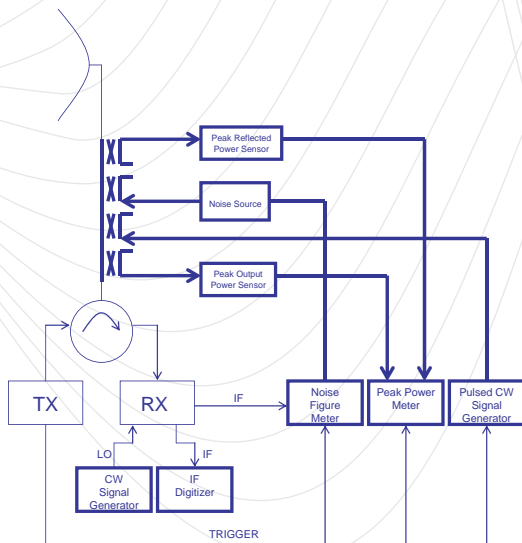 Peak Reflected
Power Sensor
Noise Source
Peak Output
Power Sensor
TX
RX
IF
Noise
Figure
Meter
Peak Power
Meter
Pulsed CW
Signal
Generator
LO
IF
CW
Signal
Generator
IF
Digitizer
TRIGGER